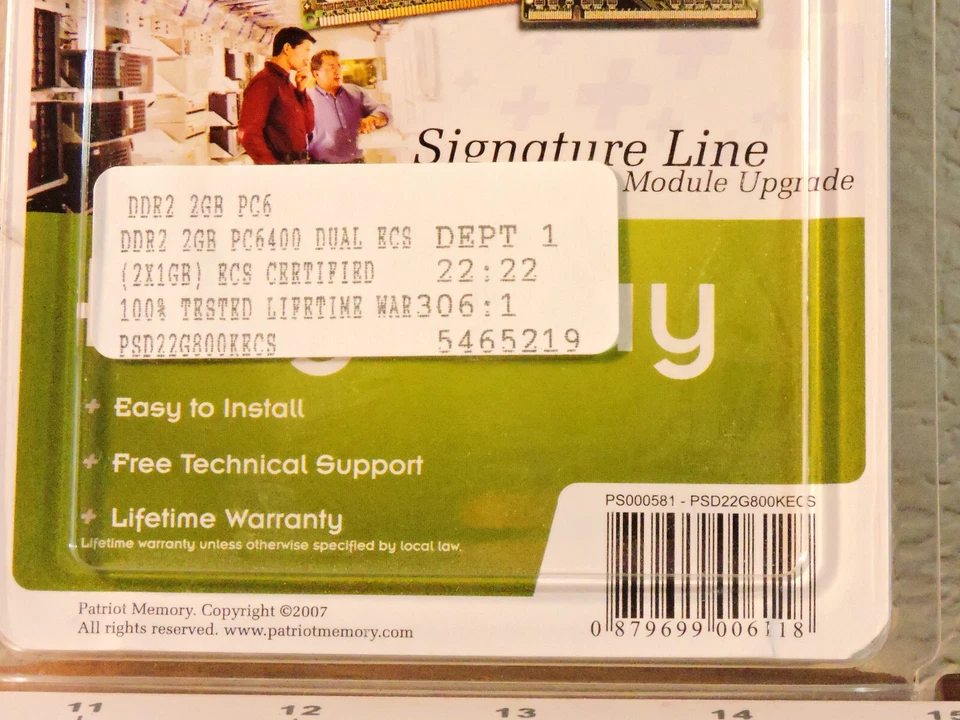 Signature Line
Module Upgrade
DDR2 2GB PC6
DDR2 2GB PC6400 DUAL ECS DEPT 1
(2X1GB) ECS CERTIFIED 22:22
100% TESTED LIFETIME WAR306:1
PSD22G800KECS 5465219
+ Easy to Install
+ Free Technical Support
+ Lifetime Warranty
Lifetime warranty unless otherwise specified by local law.
PS000581 - PSD22G800KECS
0 879699 006118
Patriot Memory. Copyright ©2007
All rights reserved. www.patriotmemory.com
11 12 13 14